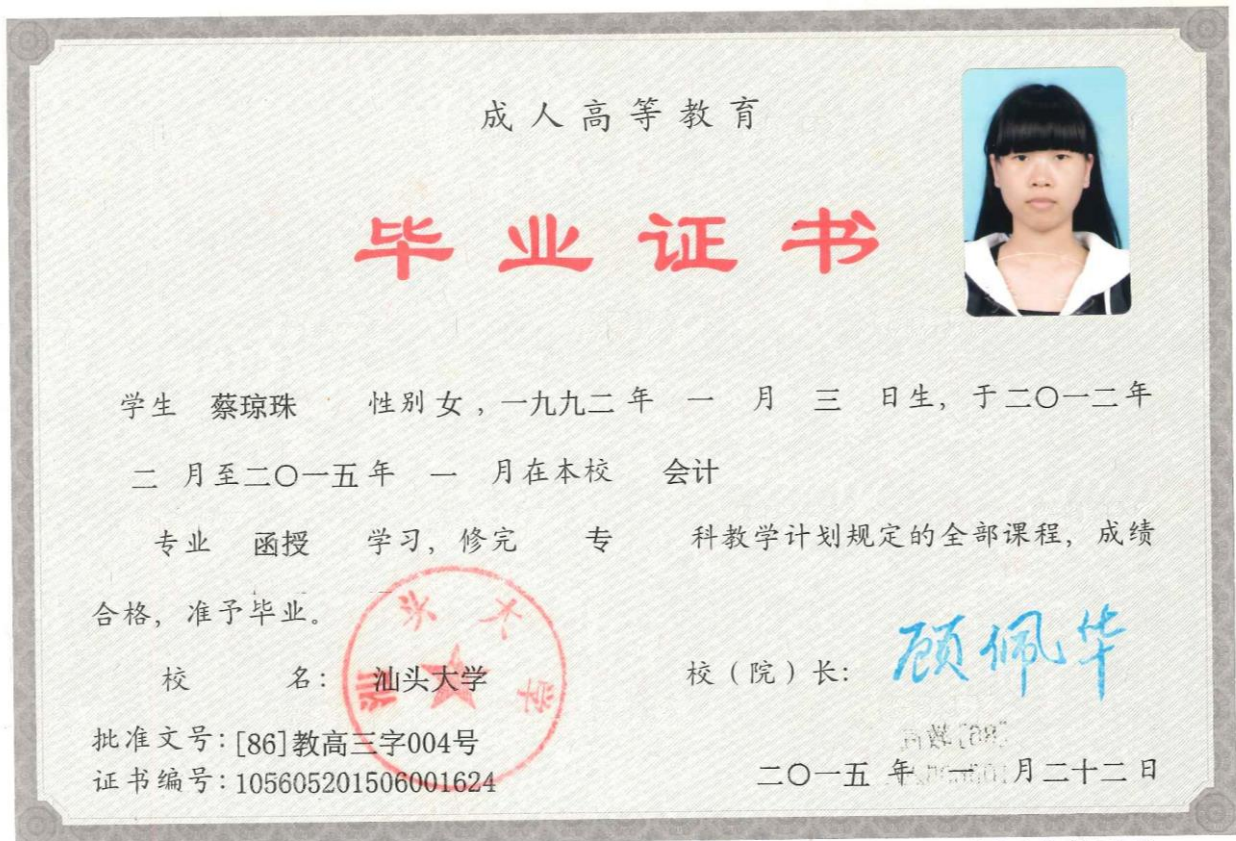 成人高等教育
毕业证书
学生 蔡琼珠 性别 女，一九九二 年 一 月 三 日生，于二〇一二年
二 月至二〇一五 年 一 月在本校 会计
专业 函授 学习，修完 专 科教学计划规定的全部课程，成绩
合格，准予毕业。
汕头大学
校 名：汕头大学 校（院）长：顾佩华
批准文号：[86]教高三字004号
证书编号：105605201506001624 二〇一五 年 一 月二十二日